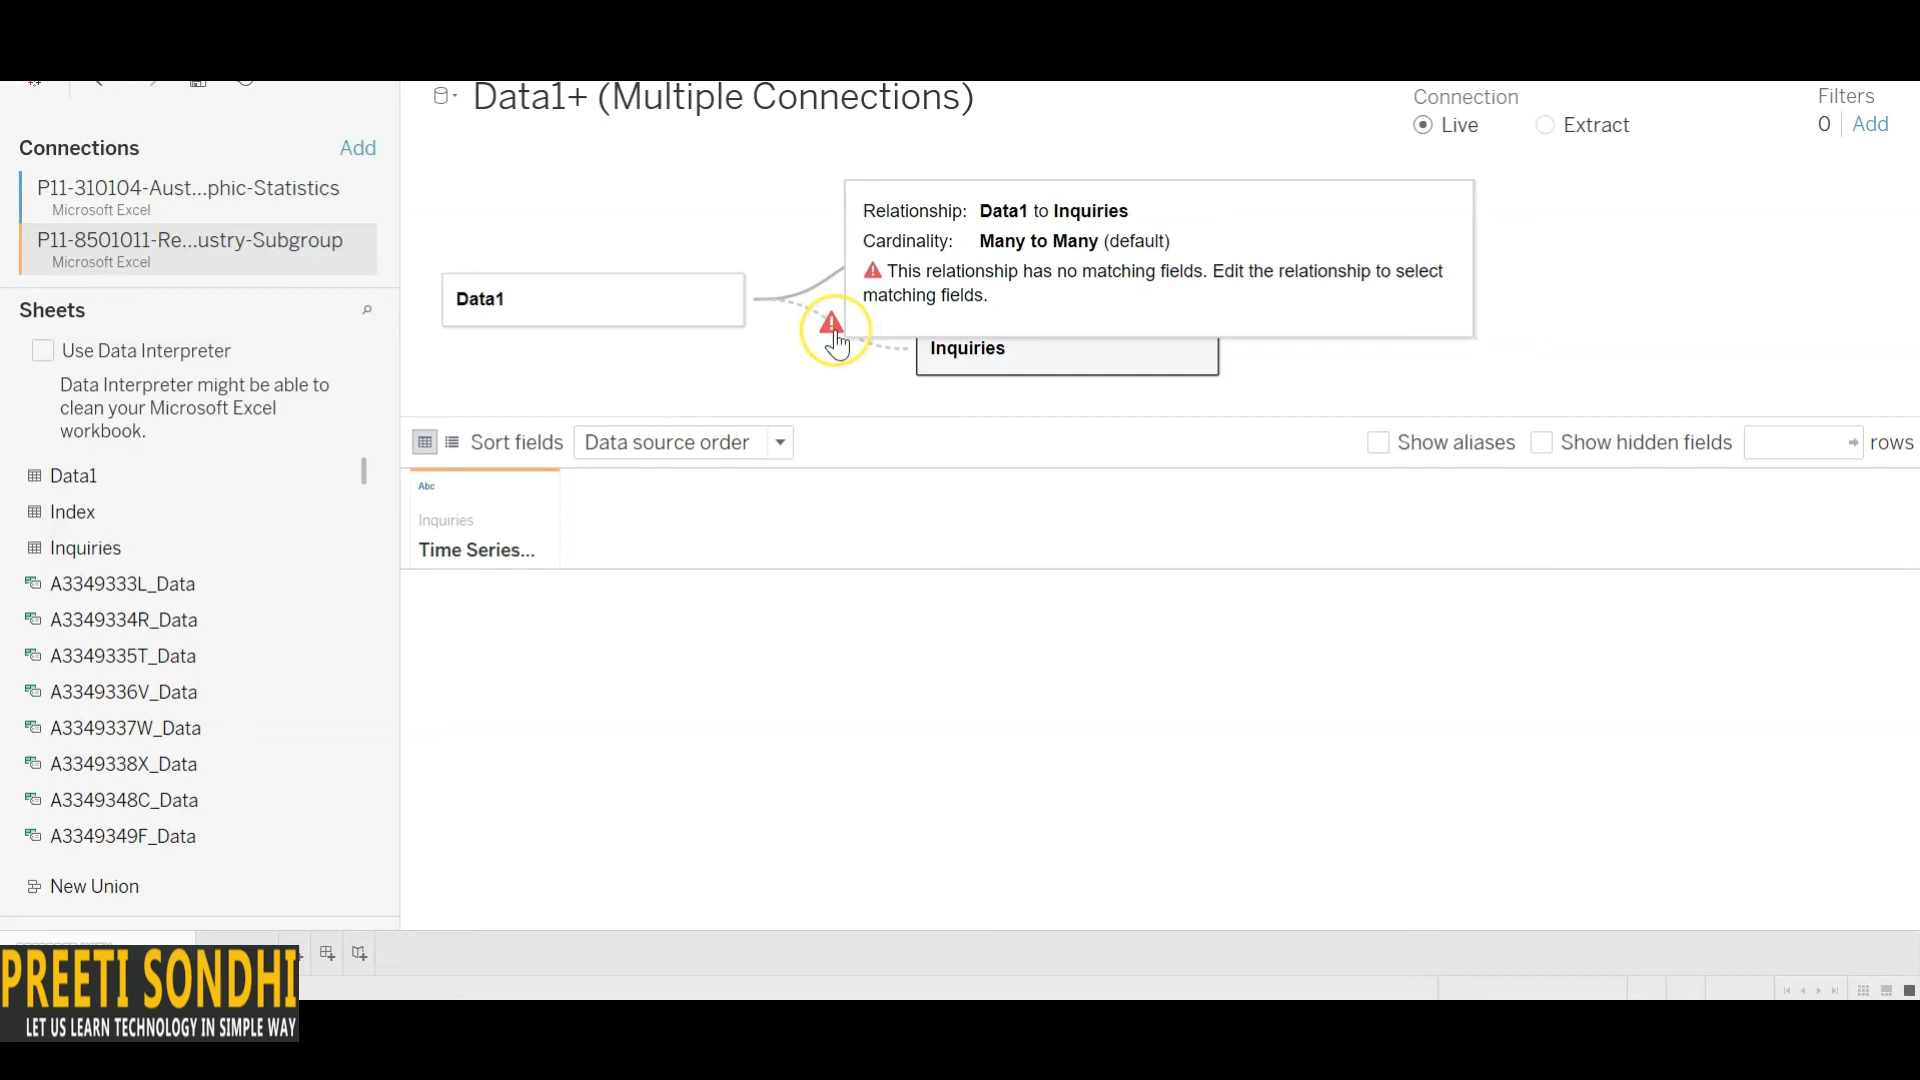 Data1+ (Multiple Connections)
Connection
Live
Extract
Filters
0
Add
Connections
Add
P11-310104-Aust...phic-Statistics
Microsoft Excel
P11-8501011-Re...ustry-Subgroup
Microsoft Excel
Sheets
Use Data Interpreter
Data Interpreter might be able to
clean your Microsoft Excel
workbook.
Data1
Index
Inquiries
A3349333L_Data
A3349334R_Data
A3349335T_Data
A3349336V_Data
A3349337W_Data
A3349338X_Data
A3349348C_Data
A3349349F_Data
New Union
Data1
Relationship: Data1 to Inquiries
Cardinality: Many to Many (default)
This relationship has no matching fields. Edit the relationship to select
matching fields.
Inquiries
Sort fields
Data source order
Show aliases
Show hidden fields
rows
Abc
Inquiries
Time Series...
PREETI SONDHI
LET US LEARN TECHNOLOGY IN SIMPLE WAY